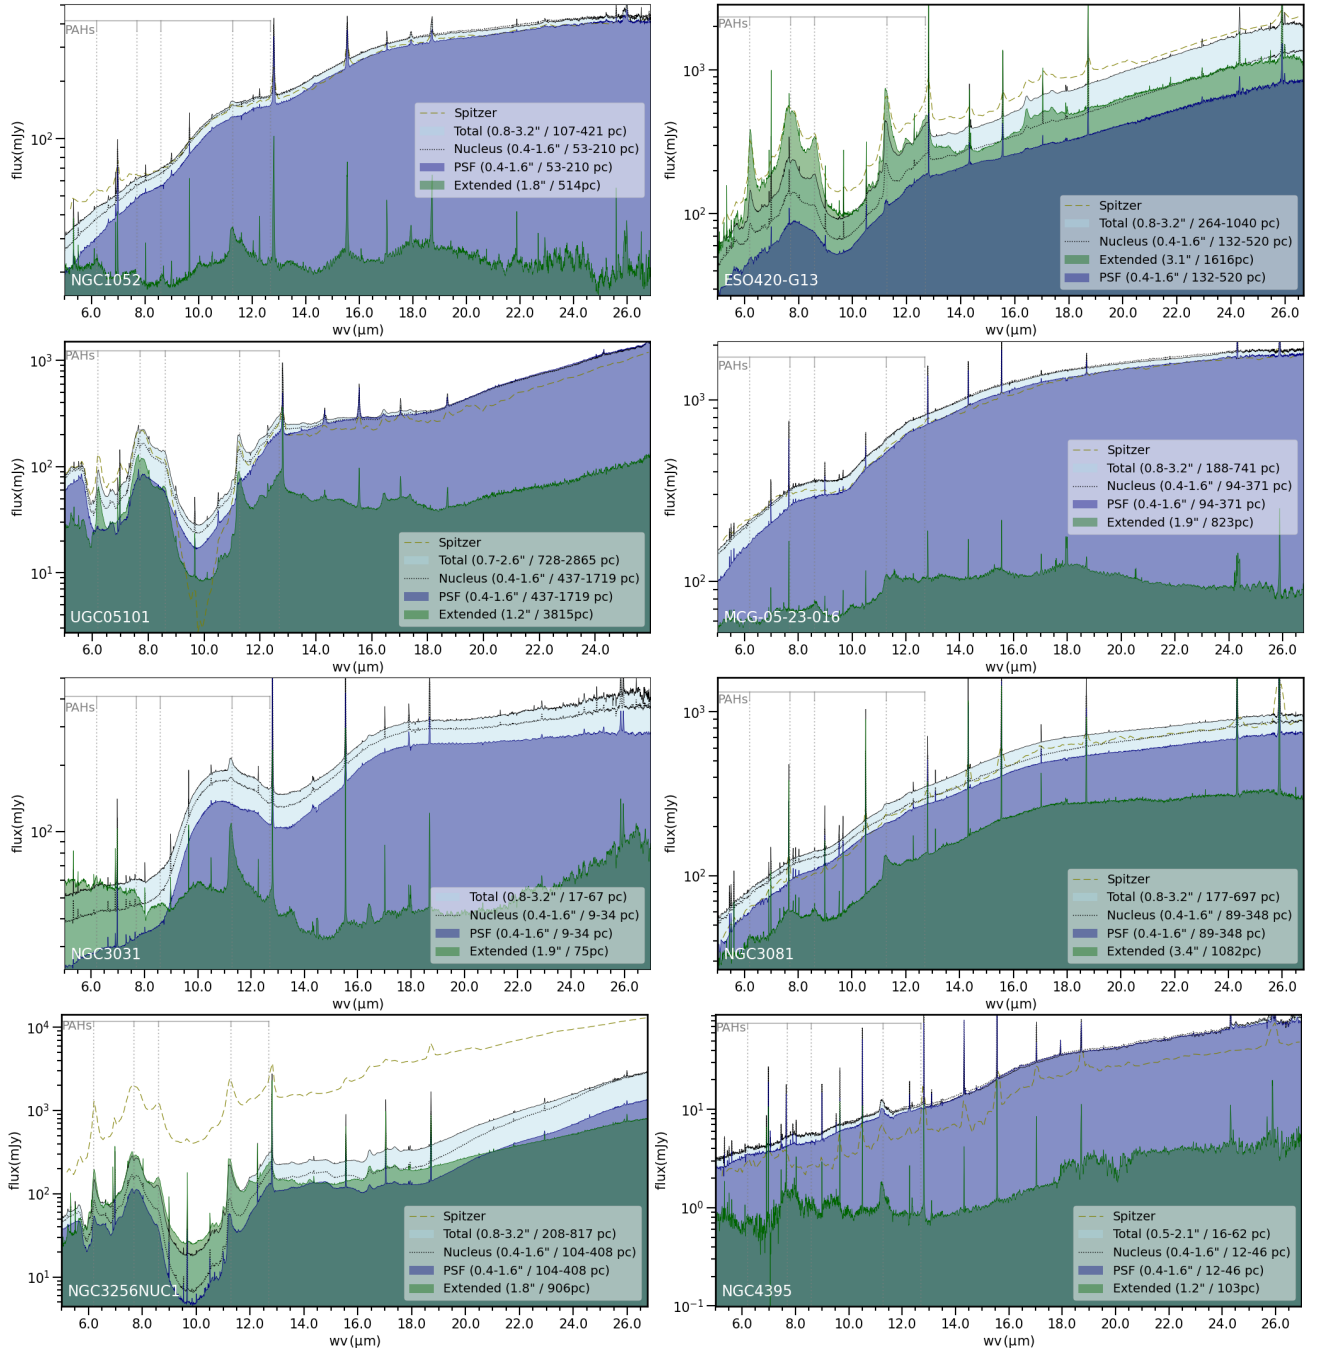 PAHs
flux(mJy)
10²
Spitzer
Total (0.8-3.2" / 107-421 pc)
Nucleus (0.4-1.6" / 53-210 pc)
PSF (0.4-1.6" / 53-210 pc)
Extended (1.8" / 514pc)
NGC1052
6.0 8.0 10.0 12.0 14.0 16.0 18.0 20.0 22.0 24.0 26.0
wv (μm)
PAHs
flux(mJy)
10³
10²
Spitzer
Total (0.8-3.2" / 264-1040 pc)
Nucleus (0.4-1.6" / 132-520 pc)
Extended (3.1" / 1616pc)
PSF (0.4-1.6" / 132-520 pc)
ESO420-G13
6.0 8.0 10.0 12.0 14.0 16.0 18.0 20.0 22.0 24.0 26.0
wv (μm)
PAHs
flux(mJy)
10³
10²
10¹
Spitzer
Total (0.7-2.6" / 728-2865 pc)
Nucleus (0.4-1.6" / 437-1719 pc)
PSF (0.4-1.6" / 437-1719 pc)
Extended (1.2" / 3815pc)
UGC05101
6.0 8.0 10.0 12.0 14.0 16.0 18.0 20.0 22.0 24.0
wv (μm)
PAHs
flux(mJy)
10³
10²
Spitzer
Total (0.8-3.2" / 188-741 pc)
Nucleus (0.4-1.6" / 94-371 pc)
PSF (0.4-1.6" / 94-371 pc)
Extended (1.9" / 823pc)
MCG-05-23-016
6.0 8.0 10.0 12.0 14.0 16.0 18.0 20.0 22.0 24.0 26.0
wv (μm)
PAHs
flux(mJy)
10²
Total (0.8-3.2" / 17-67 pc)
Nucleus (0.4-1.6" / 9-34 pc)
PSF (0.4-1.6" / 9-34 pc)
Extended (1.9" / 75pc)
NGC3031
6.0 8.0 10.0 12.0 14.0 16.0 18.0 20.0 22.0 24.0 26.0
wv (μm)
PAHs
flux(mJy)
10³
10²
Spitzer
Total (0.8-3.2" / 177-697 pc)
Nucleus (0.4-1.6" / 89-348 pc)
PSF (0.4-1.6" / 89-348 pc)
Extended (3.4" / 1082pc)
NGC3081
6.0 8.0 10.0 12.0 14.0 16.0 18.0 20.0 22.0 24.0 26.0
wv (μm)
PAHs
flux(mJy)
10⁴
10³
10²
10¹
Spitzer
Total (0.8-3.2" / 208-817 pc)
Nucleus (0.4-1.6" / 104-408 pc)
PSF (0.4-1.6" / 104-408 pc)
Extended (1.8" / 906pc)
NGC3256NUC1
6.0 8.0 10.0 12.0 14.0 16.0 18.0 20.0 22.0 24.0 26.0
wv (μm)
PAHs
flux(mJy)
10¹
10⁰
10⁻¹
Spitzer
Total (0.5-2.1" / 16-62 pc)
Nucleus (0.4-1.6" / 12-46 pc)
PSF (0.4-1.6" / 12-46 pc)
Extended (1.2" / 103pc)
NGC4395
6.0 8.0 10.0 12.0 14.0 16.0 18.0 20.0 22.0 24.0 26.0
wv (μm)